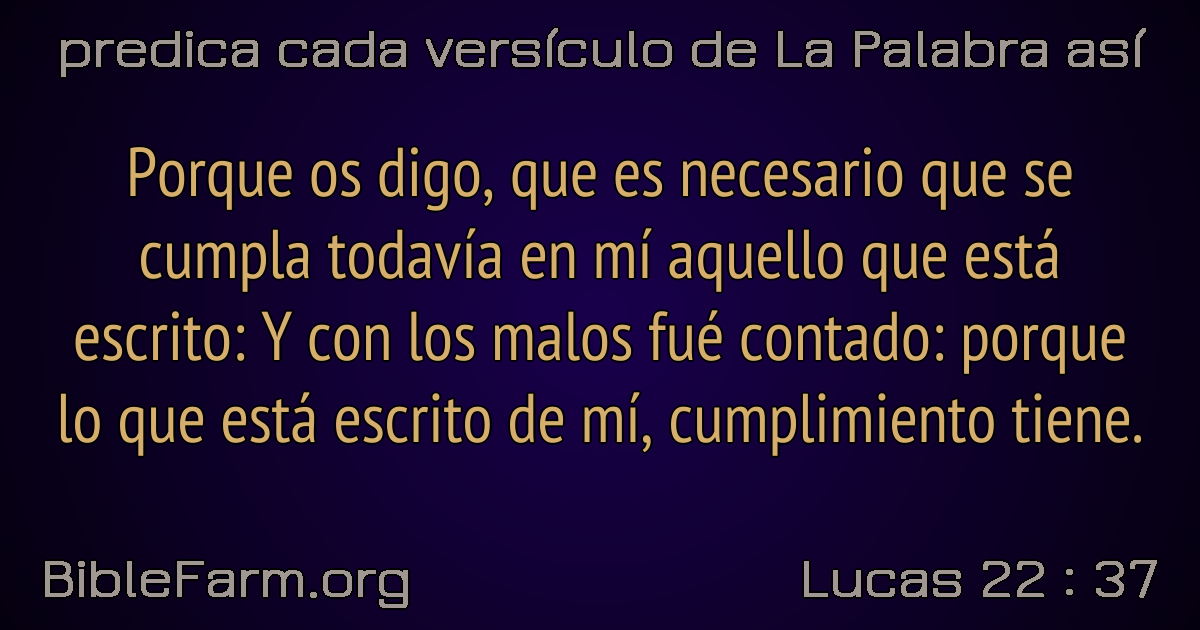 predica cada versículo de La Palabra así
Porque os digo, que es necesario que se
cumpla todavía en mí aquello que está
escrito: Y con los malos fué contado: porque
lo que está escrito de mí, cumplimiento tiene.
BibleFarm.org
Lucas 22 : 37